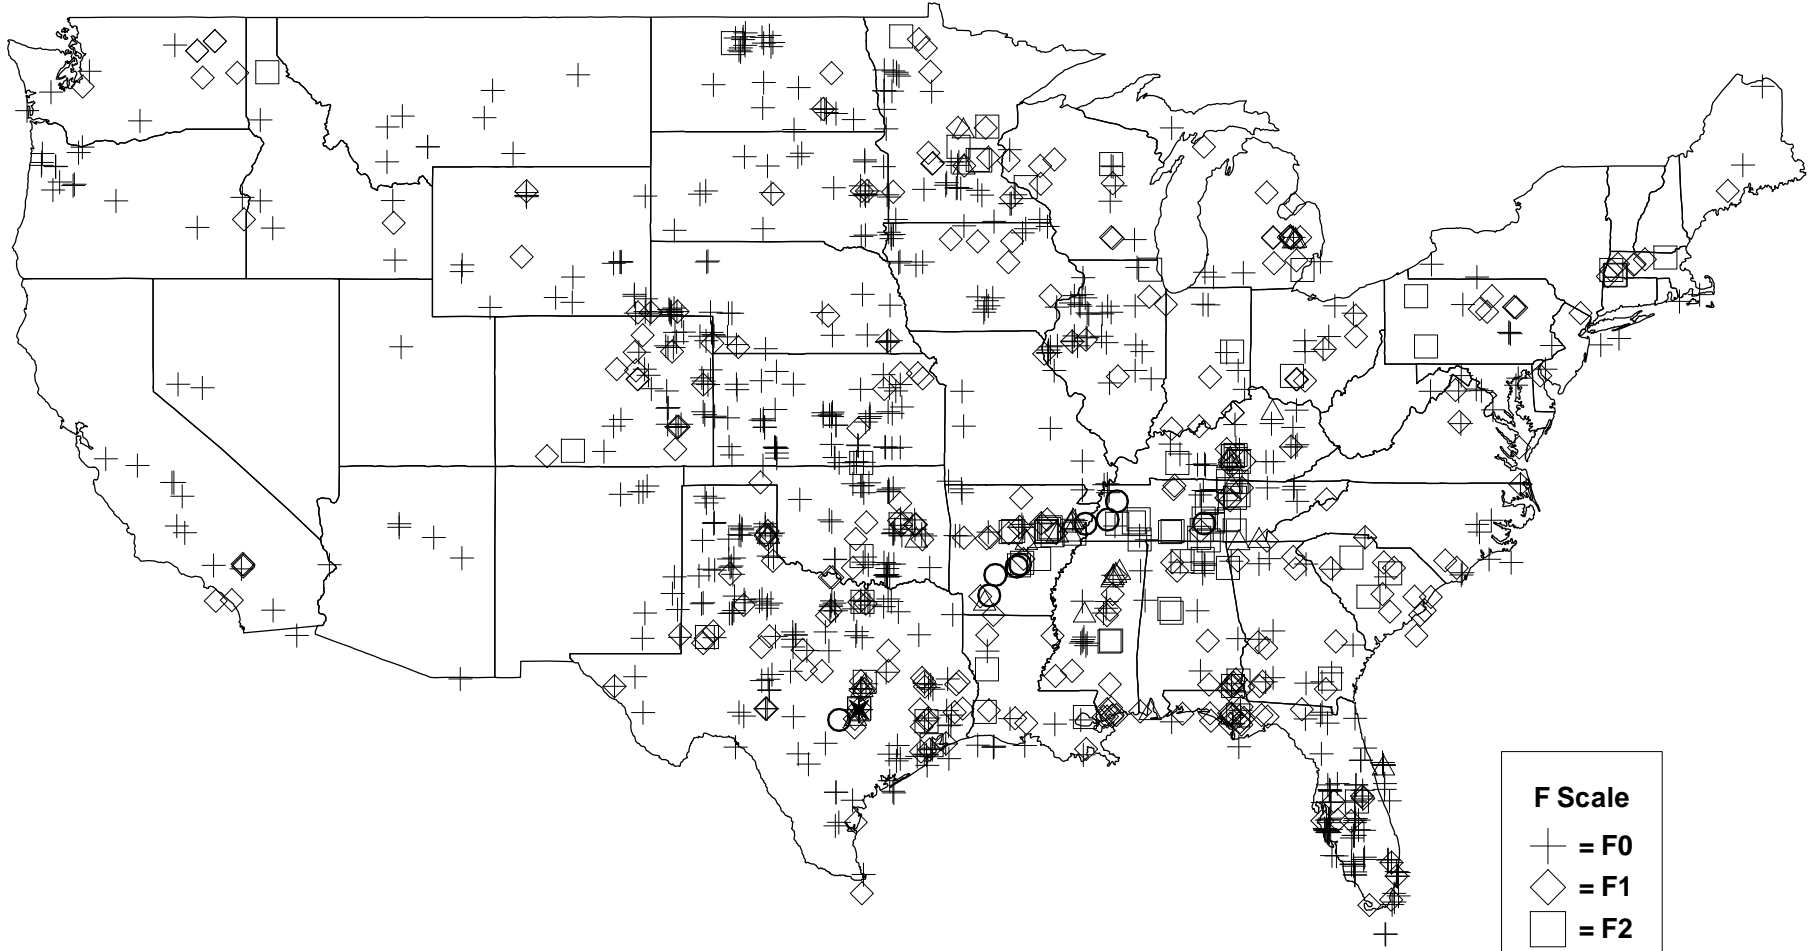 F Scale
= F0
= F1
= F2